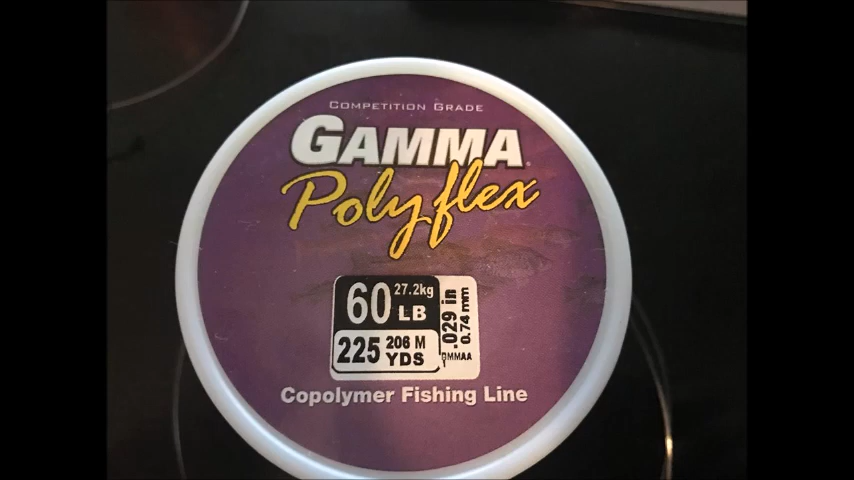 COMPETITION GRADE
GAMMA
Polyflex
60 LB 27.2kg
225 YDS 206 M
.029 in
0.74 mm
Copolymer Fishing Line